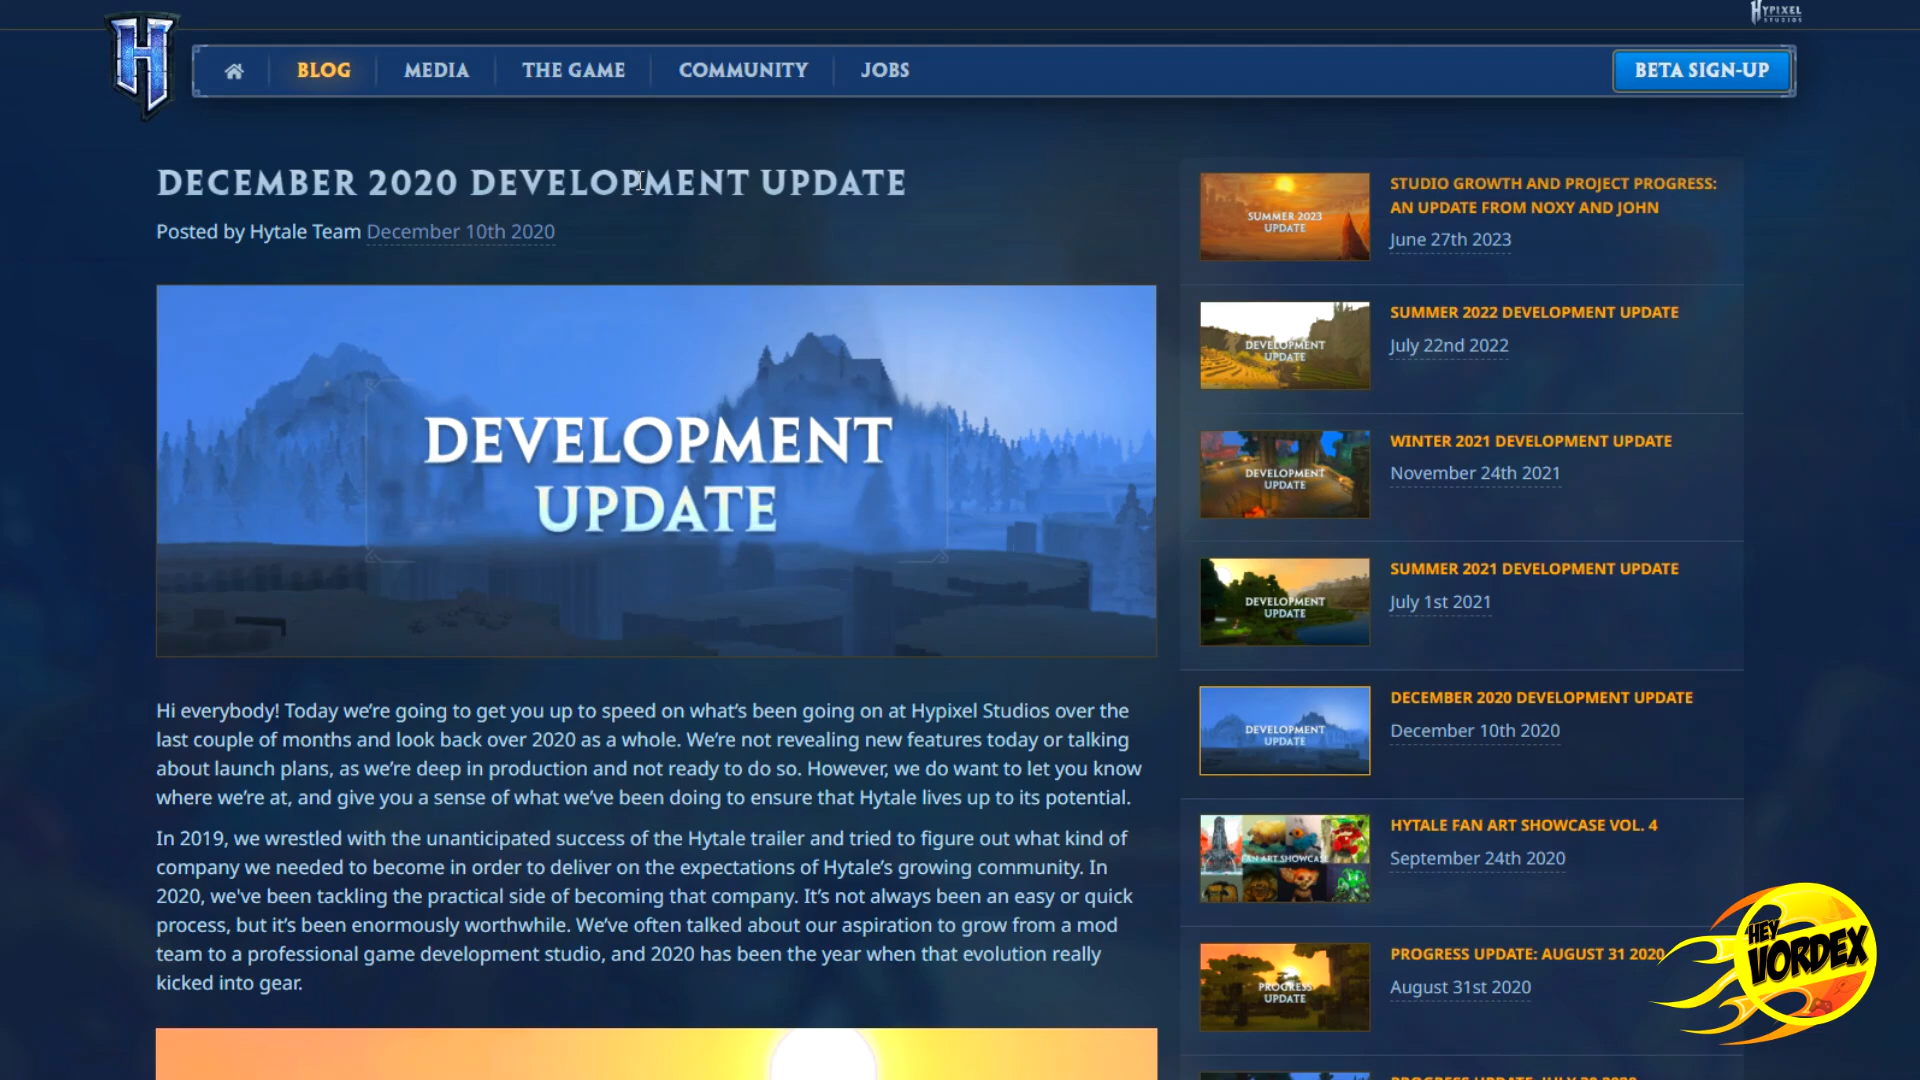 HYPIXEL
STUDIOS
BLOG
MEDIA
THE GAME
COMMUNITY
JOBS
BETA SIGN-UP
DECEMBER 2020 DEVELOPMENT UPDATE
Posted by Hytale Team December 10th 2020
DEVELOPMENT
UPDATE
Hi everybody! Today we’re going to get you up to speed on what’s been going on at Hypixel Studios over the
last couple of months and look back over 2020 as a whole. We’re not revealing new features today or talking
about launch plans, as we’re deep in production and not ready to do so. However, we do want to let you know
where we’re at, and give you a sense of what we’ve been doing to ensure that Hytale lives up to its potential.
In 2019, we wrestled with the unanticipated success of the Hytale trailer and tried to figure out what kind of
company we needed to become in order to deliver on the expectations of Hytale’s growing community. In
2020, we've been tackling the practical side of becoming that company. It’s not always been an easy or quick
process, but it’s been enormously worthwhile. We’ve often talked about our aspiration to grow from a mod
team to a professional game development studio, and 2020 has been the year when that evolution really
kicked into gear.
SUMMER 2023
UPDATE
STUDIO GROWTH AND PROJECT PROGRESS:
AN UPDATE FROM NOXY AND JOHN
June 27th 2023
DEVELOPMENT
UPDATE
SUMMER 2022 DEVELOPMENT UPDATE
July 22nd 2022
DEVELOPMENT
UPDATE
WINTER 2021 DEVELOPMENT UPDATE
November 24th 2021
DEVELOPMENT
UPDATE
SUMMER 2021 DEVELOPMENT UPDATE
July 1st 2021
DEVELOPMENT
UPDATE
DECEMBER 2020 DEVELOPMENT UPDATE
December 10th 2020
FAN ART SHOWCASE
HYTALE FAN ART SHOWCASE VOL. 4
September 24th 2020
PROGRESS
UPDATE
PROGRESS UPDATE: AUGUST 31 2020
August 31st 2020
HEY
VORDEX